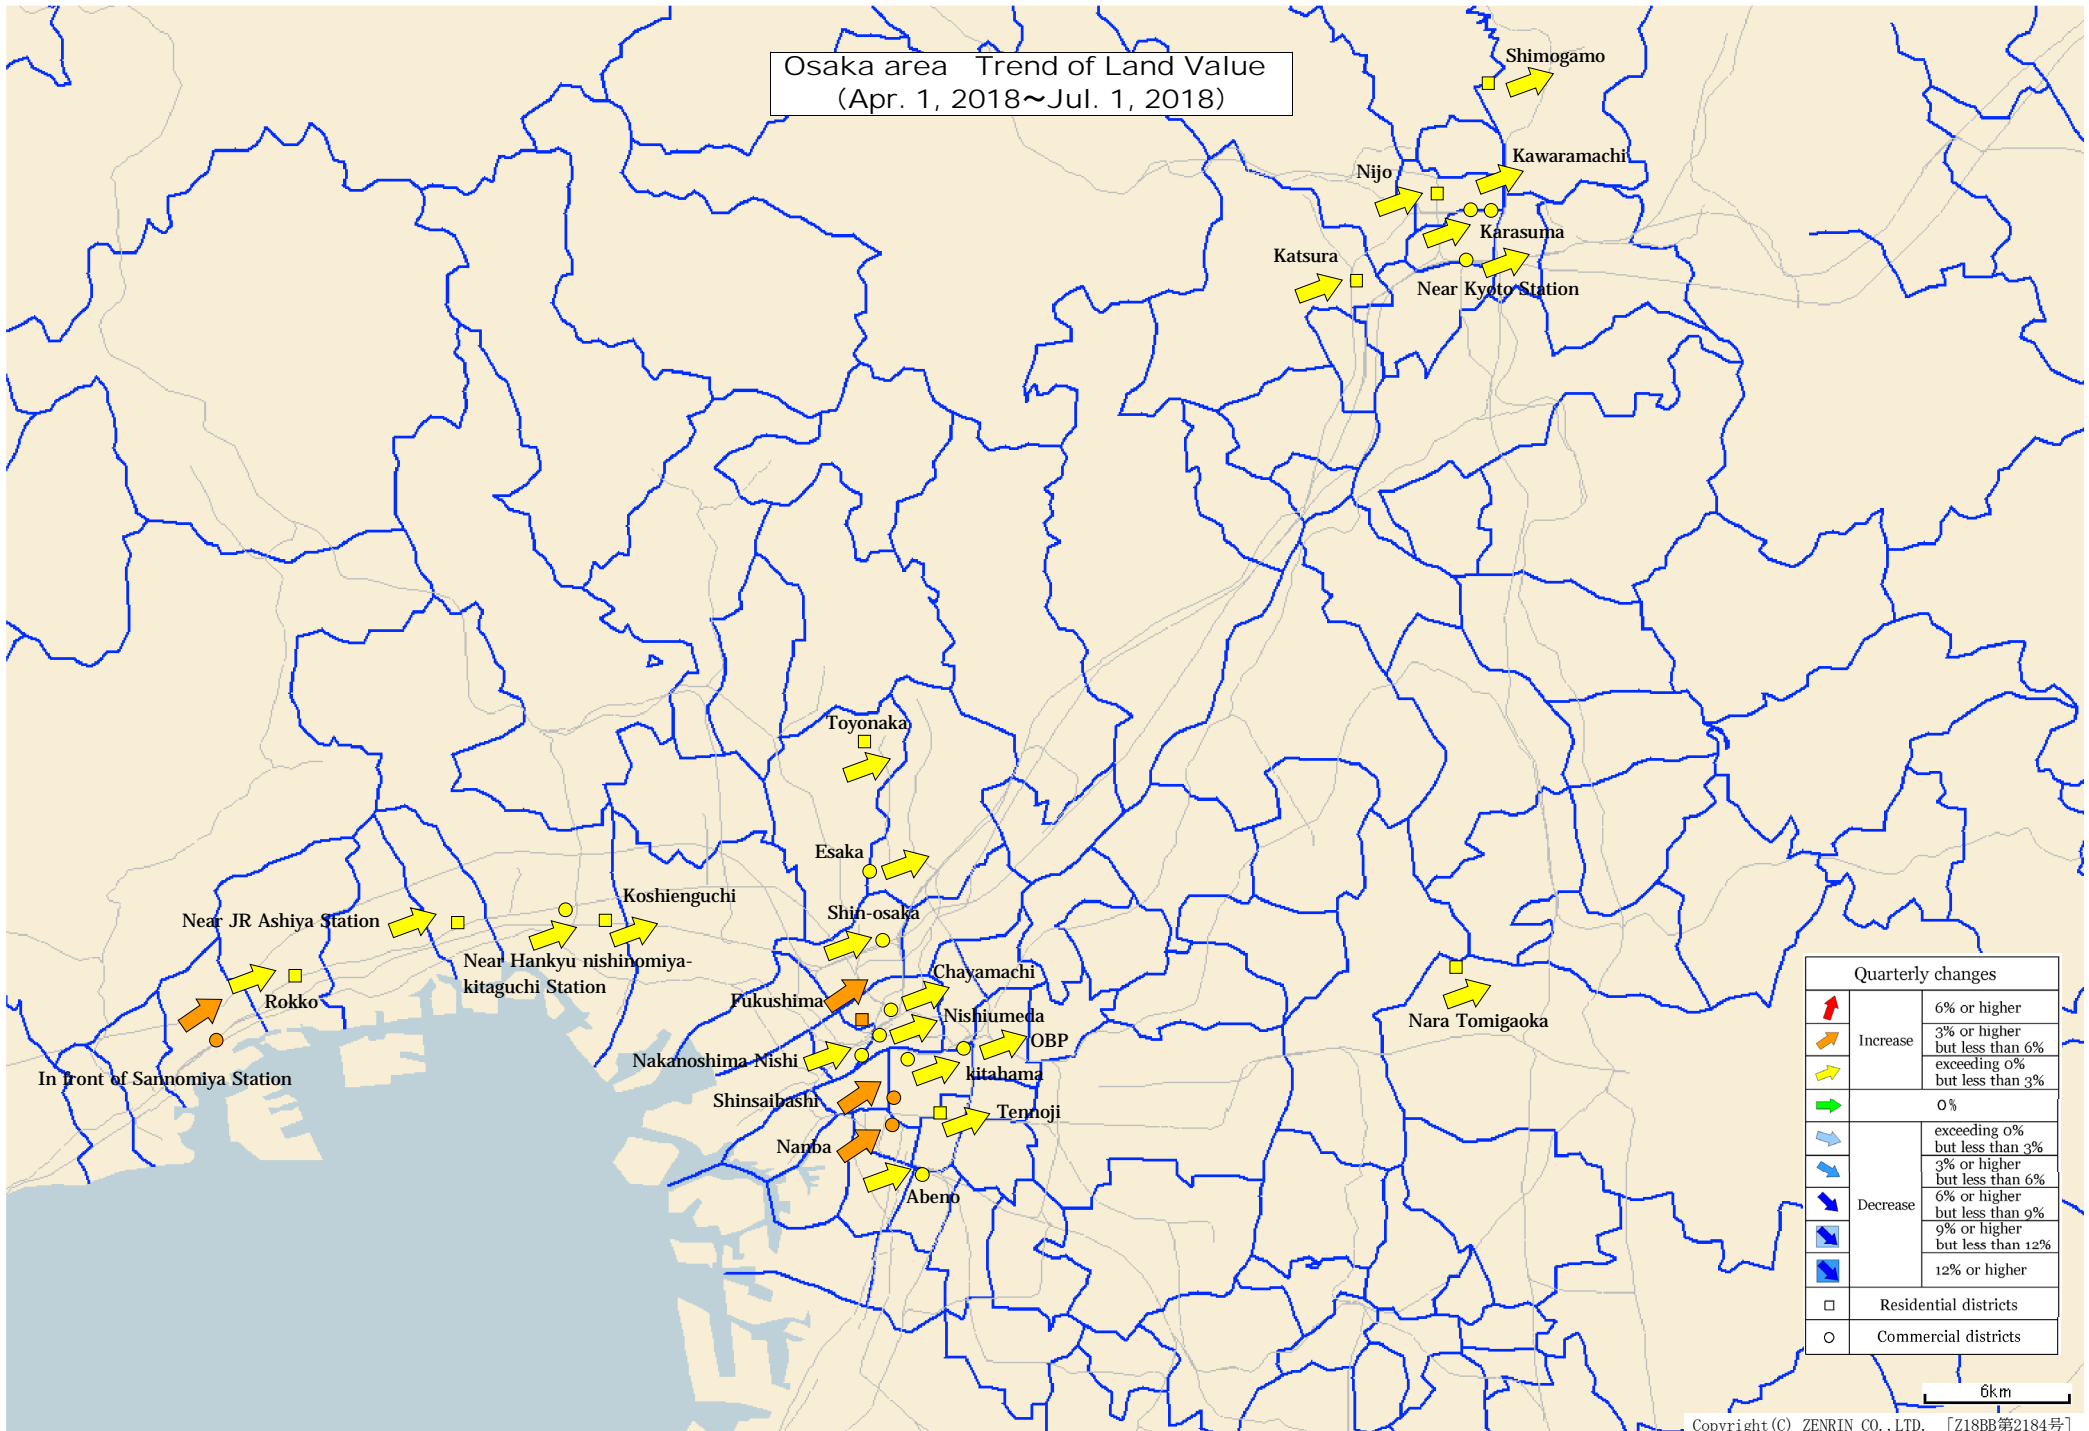 Osaka area Trend of Land Value
(Apr. 1, 2018～Jul. 1, 2018)
Shimogamo
Kawaramachi
Nijo
Karasuma
Katsura
Near Kyoto Station
Toyonaka
Esaka
Koshienguchi
Near JR Ashiya Station
Shin-osaka
Near Hankyu nishinomiya-
kitaguchi Station
Chayamachi
Rokko
Fukushima
Nishiumeda
Nara Tomigaoka
OBP
Nakanoshima Nishi
kitahama
In front of Sannomiya Station
Shinsaibashi
Tennoji
Nanba
Abeno
Quarterly changes
Increase
6% or higher
3% or higher
but less than 6%
exceeding 0%
but less than 3%
0%
Decrease
exceeding 0%
but less than 3%
3% or higher
but less than 6%
6% or higher
but less than 9%
9% or higher
but less than 12%
12% or higher
Residential districts
Commercial districts
6km
Copyright(C) ZENRIN CO.,LTD. [Z18BB第2184号]